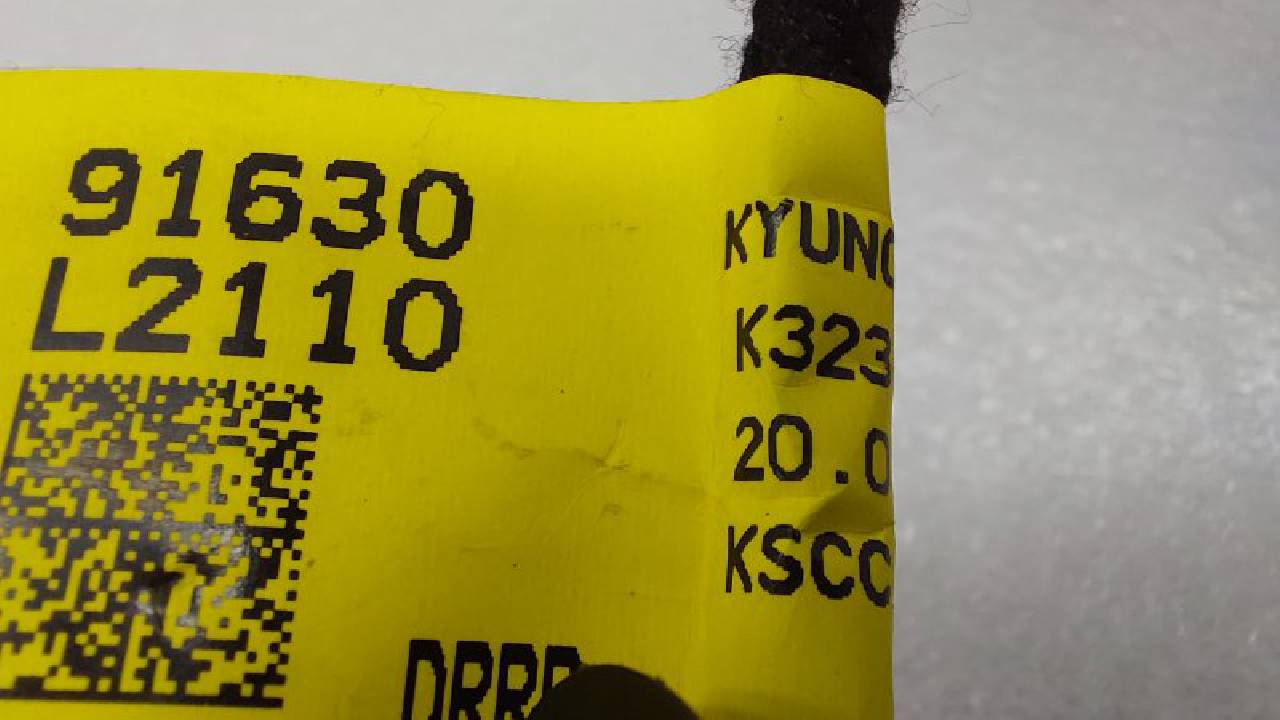 91630
L2110
KYUNG
K323
20.0
KSCC
DRRR